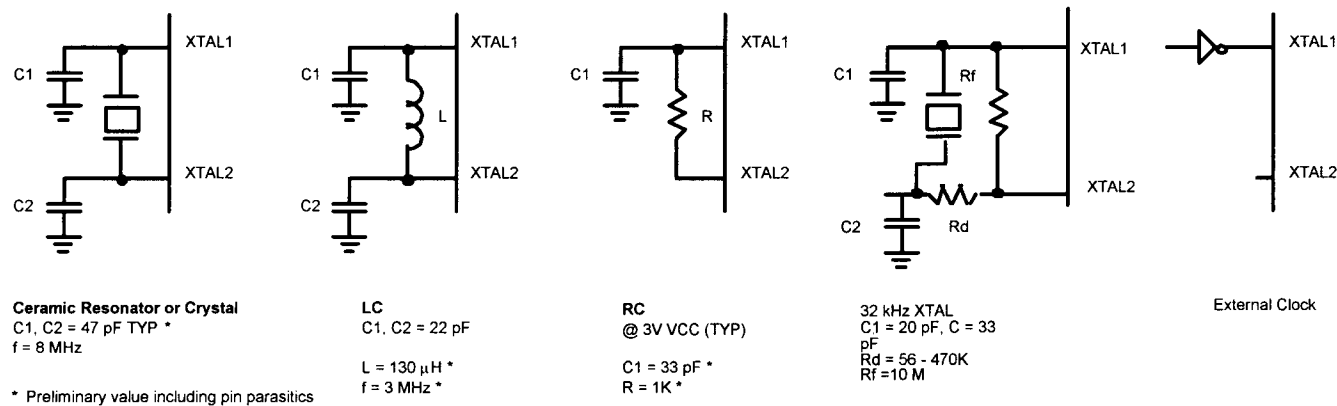 XTAL1
C1
XTAL2
C2
XTAL1
C1
L
XTAL2
C2
XTAL1
C1
R
XTAL2
XTAL1
C1
Rf
XTAL2
C2
Rd
XTAL1
XTAL2
Ceramic Resonator or Crystal
C1, C2 = 47 pF TYP *
f = 8 MHz
* Preliminary value including pin parasitics
LC
C1, C2 = 22 pF
L = 130 μH *
f = 3 MHz *
RC
@ 3V VCC (TYP)
C1 = 33 pF *
R = 1K *
32 kHz XTAL
C1 = 20 pF, C = 33
pF
Rd = 56 - 470K
Rf =10 M
External Clock